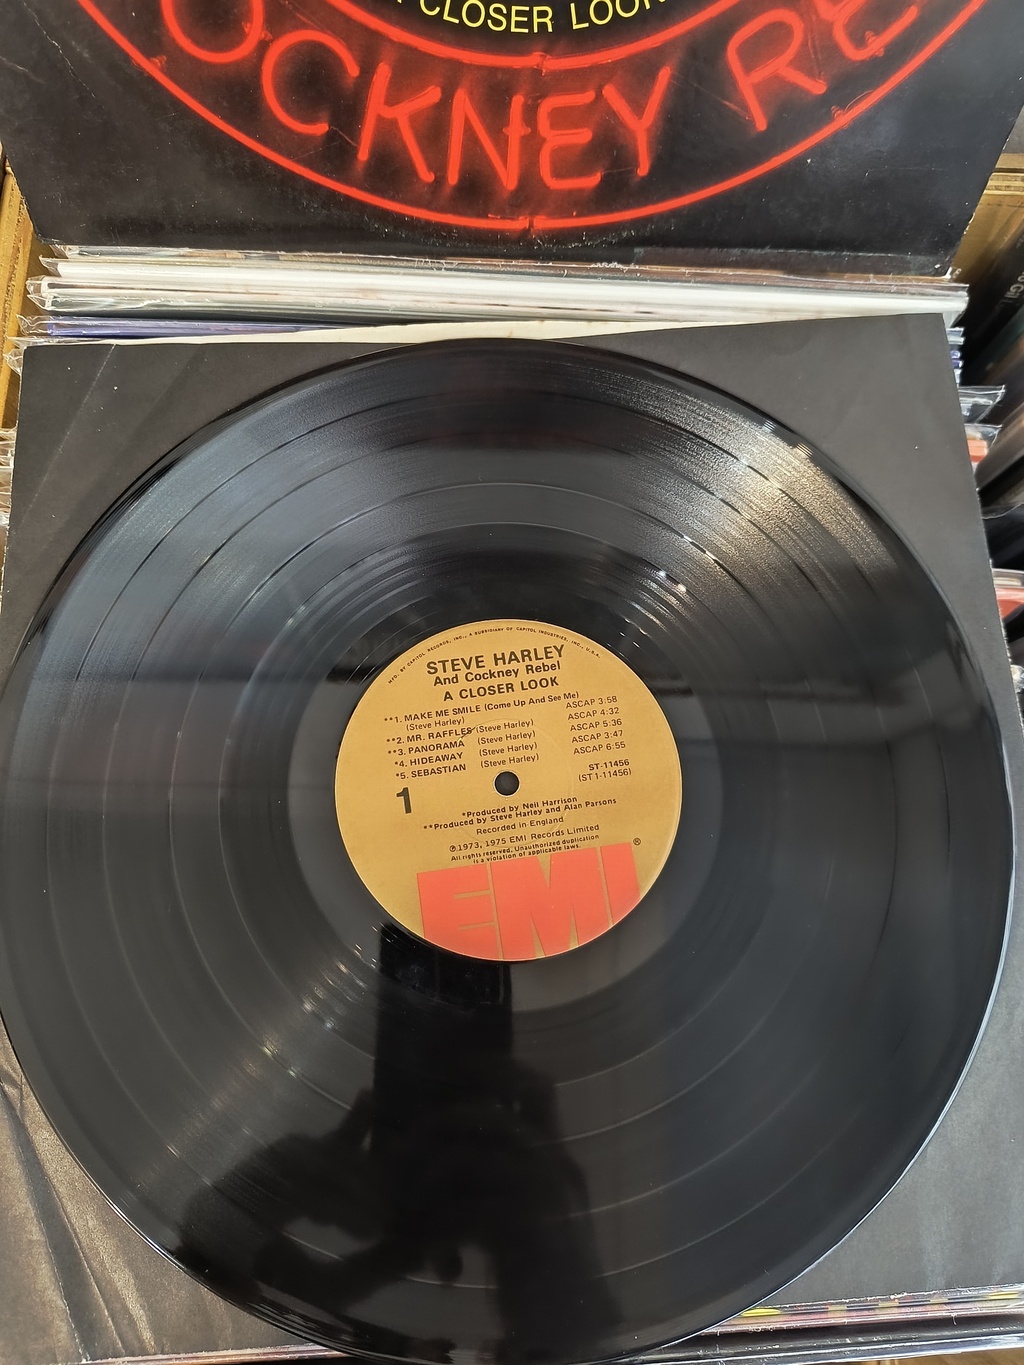 A CLOSER LOOK
COCKNEY RE
MFD. BY CAPITOL RECORDS, INC., A SUBSIDIARY OF CAPITOL INDUSTRIES, INC., U.S.A.
STEVE HARLEY
And Cockney Rebel
A CLOSER LOOK
**1. MAKE ME SMILE (Come Up And See Me) ASCAP 3:58
(Steve Harley)
**2. MR. RAFFLES (Steve Harley) ASCAP 4:32
**3. PANORAMA (Steve Harley) ASCAP 5:36
*4. HIDEAWAY (Steve Harley) ASCAP 3:47
*5. SEBASTIAN (Steve Harley) ASCAP 6:55
ST-11456
(ST 1-11456)
1
*Produced by Neil Harrison
**Produced by Steve Harley and Alan Parsons
Recorded in England
℗1973, 1975 EMI Records Limited
All rights reserved. Unauthorized duplication
is a violation of applicable laws.
EMI®